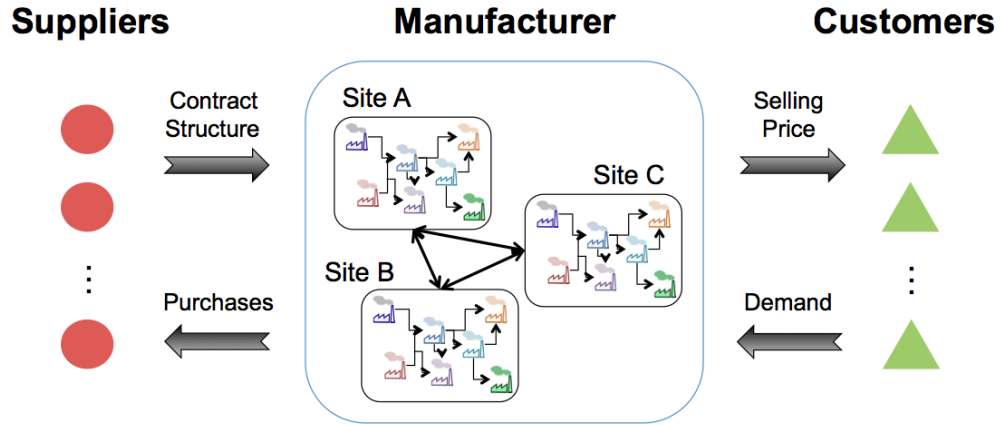 Suppliers
Manufacturer
Customers
Contract
Structure
Site A
Selling
Price
Site C
Site B
Purchases
Demand